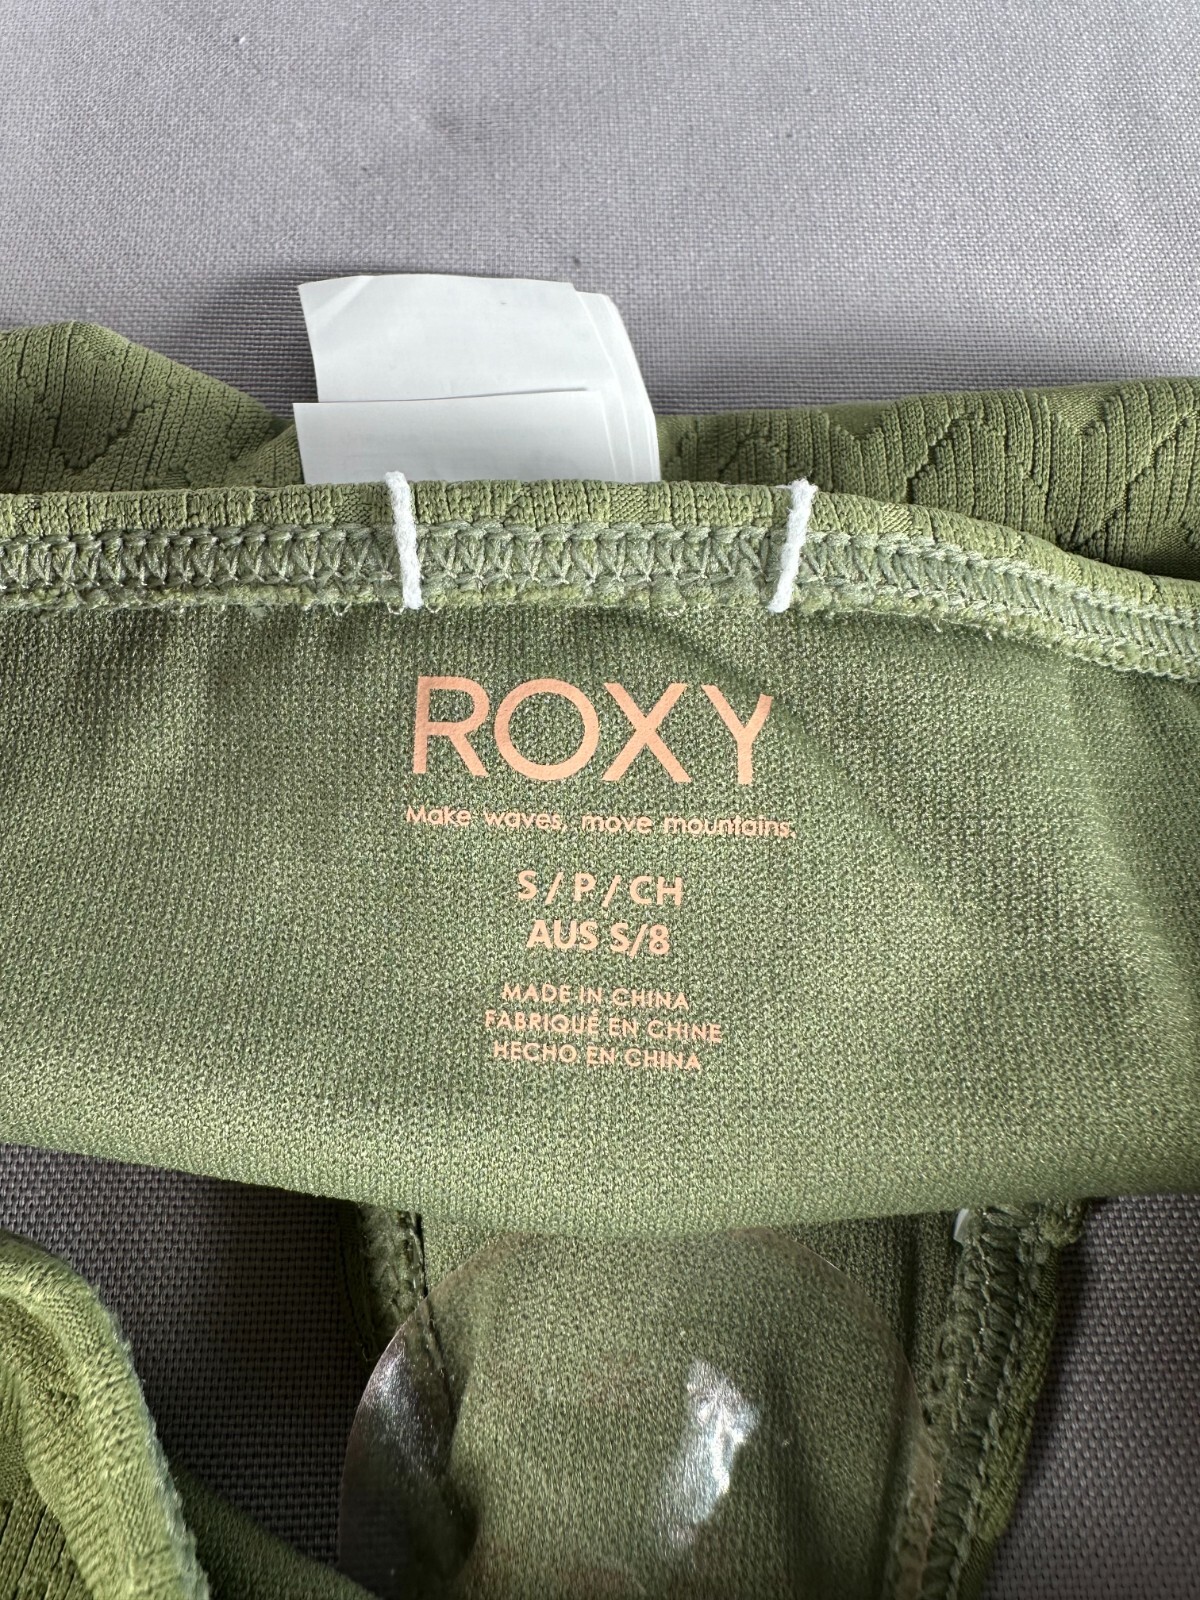 ROXY
Make waves, move mountains.
S / P / CH
AUS S/8
MADE IN CHINA
FABRIQUÉ EN CHINE
HECHO EN CHINA